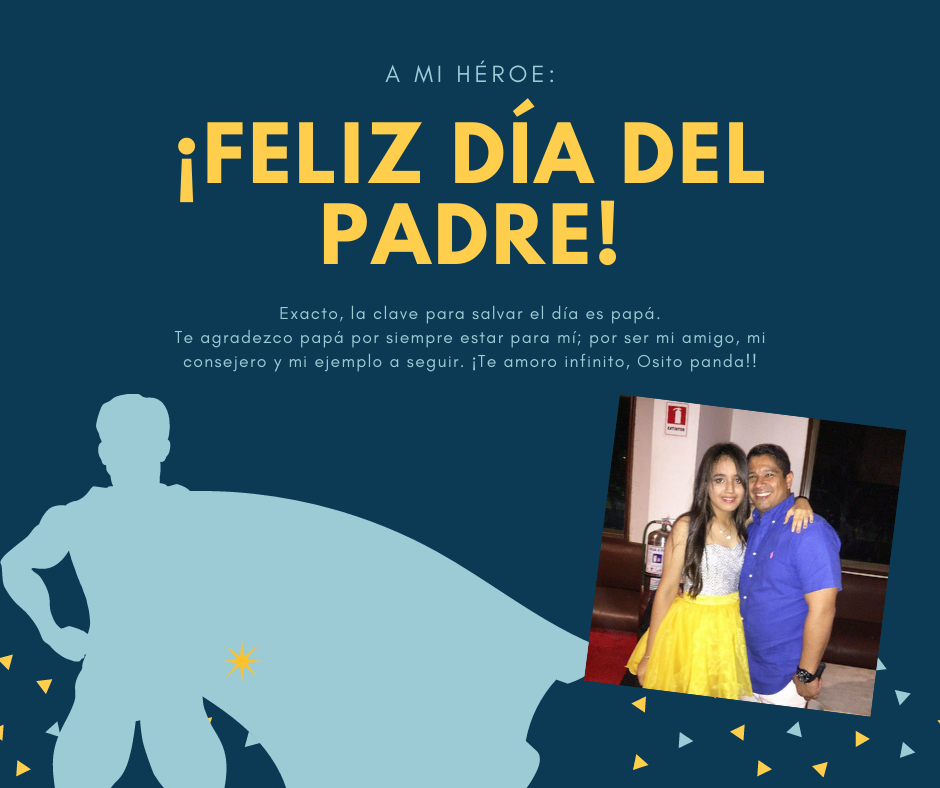 A MI HÉROE:
¡FELIZ DÍA DEL
PADRE!
Exacto, la clave para salvar el día es papá.
Te agradezco papá por siempre estar para mí; por ser mi amigo, mi
consejero y mi ejemplo a seguir. ¡Te amoro infinito, Osito panda!!